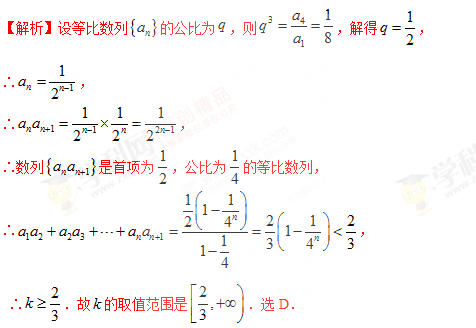 【解析】设等比数列{aₙ}的公比为q，则q³=a₄/a₁=1/8，解得q=1/2，
∴aₙ=1/2ⁿ⁻¹，
∴aₙaₙ₊₁=1/2ⁿ⁻¹×1/2ⁿ=1/2²ⁿ⁻¹，
∴数列{aₙaₙ₊₁}是首项为1/2，公比为1/4的等比数列，
∴a₁a₂+a₂a₃+⋯+aₙaₙ₊₁=(1/2(1-1/4ⁿ))/(1-1/4)=2/3(1-1/4ⁿ)<2/3，
∴k≥2/3．故k的取值范围是[2/3,+∞)．选D．